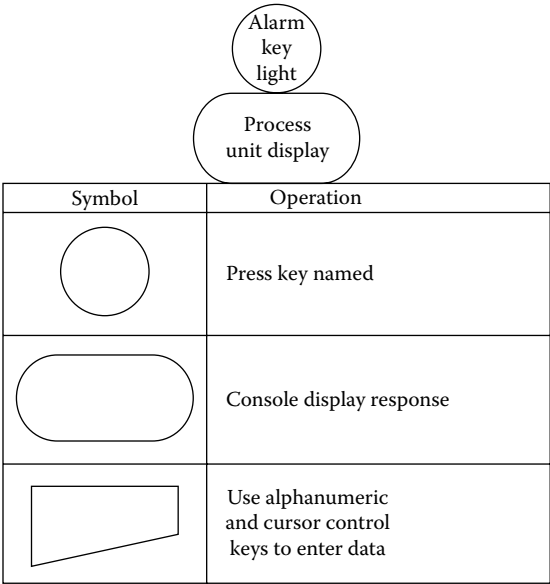 Alarm
key
light
Process
unit display
Symbol Operation
Press key named
Console display response
Use alphanumeric
and cursor control
keys to enter data